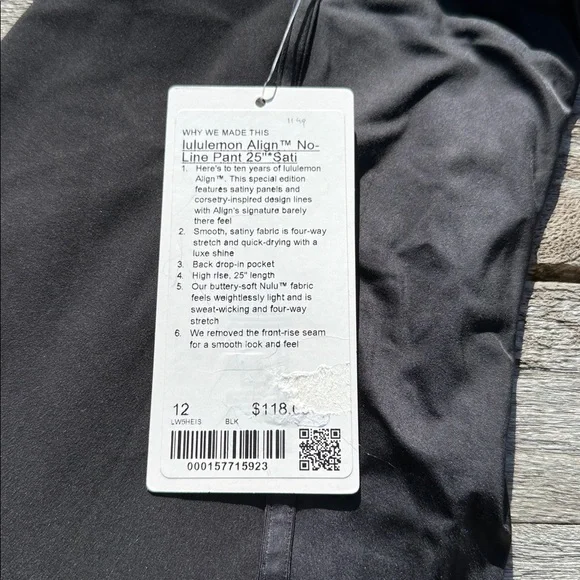 WHY WE MADE THIS
lululemon Align™ No-
Line Pant 25"*Sati
1. Here's to ten years of lululemon
Align™. This special edition
features satiny panels and
corsetry-inspired design lines
with Align's signature barely
there feel
2. Smooth, satiny fabric is four-way
stretch and quick-drying with a
luxe shine
3. Back drop-in pocket
4. High rise, 25" length
5. Our buttery-soft Nulu™ fabric
feels weightlessly light and is
sweat-wicking and four-way
stretch
6. We removed the front-rise seam
for a smooth look and feel
12 $118.
LW5HEIS BLK
000157715923